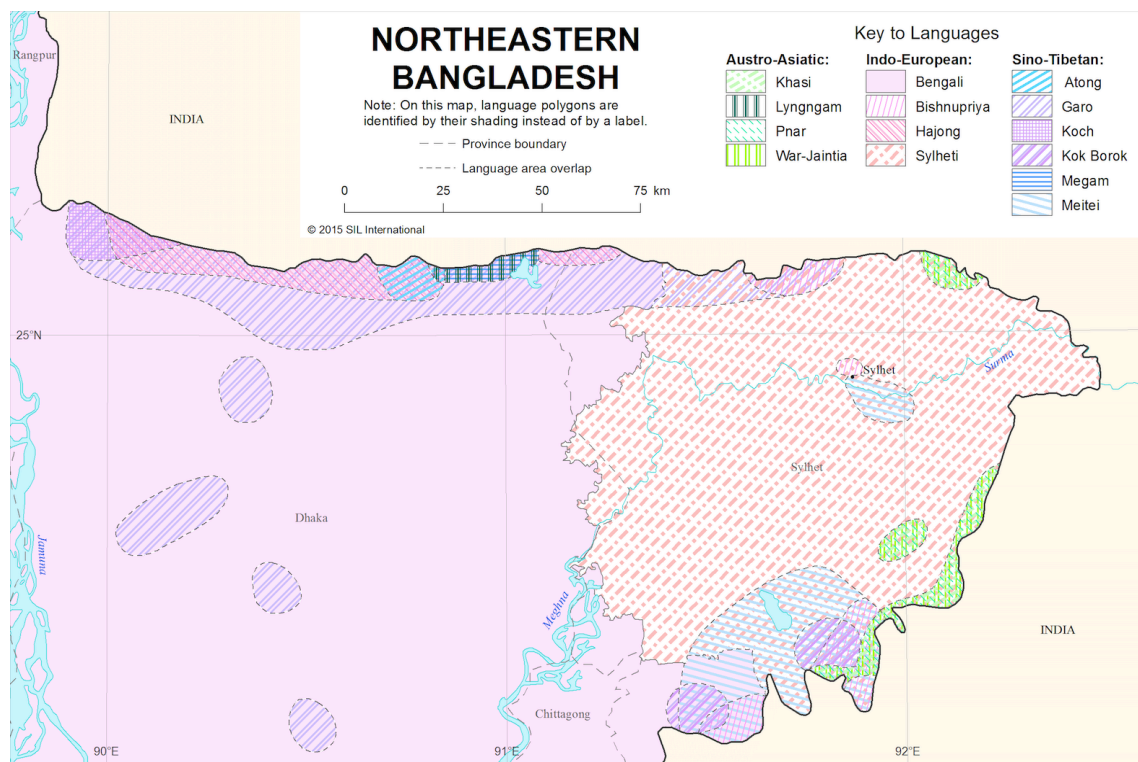 NORTHEASTERN
BANGLADESH
Note: On this map, language polygons are
identified by their shading instead of by a label.
Province boundary
Language area overlap
0 25 50 75 km
© 2015 SIL International
Key to Languages
Austro-Asiatic:
Khasi
Lyngngam
Pnar
War-Jaintia
Indo-European:
Bengali
Bishnupriya
Hajong
Sylheti
Sino-Tibetan:
Atong
Garo
Koch
Kok Borok
Megam
Meitei
Rangpur
INDIA
25°N
Surma
Sylhet
Sylhet
Dhaka
Jamuna
Meghna
INDIA
Chittagong
90°E
91°E
92°E